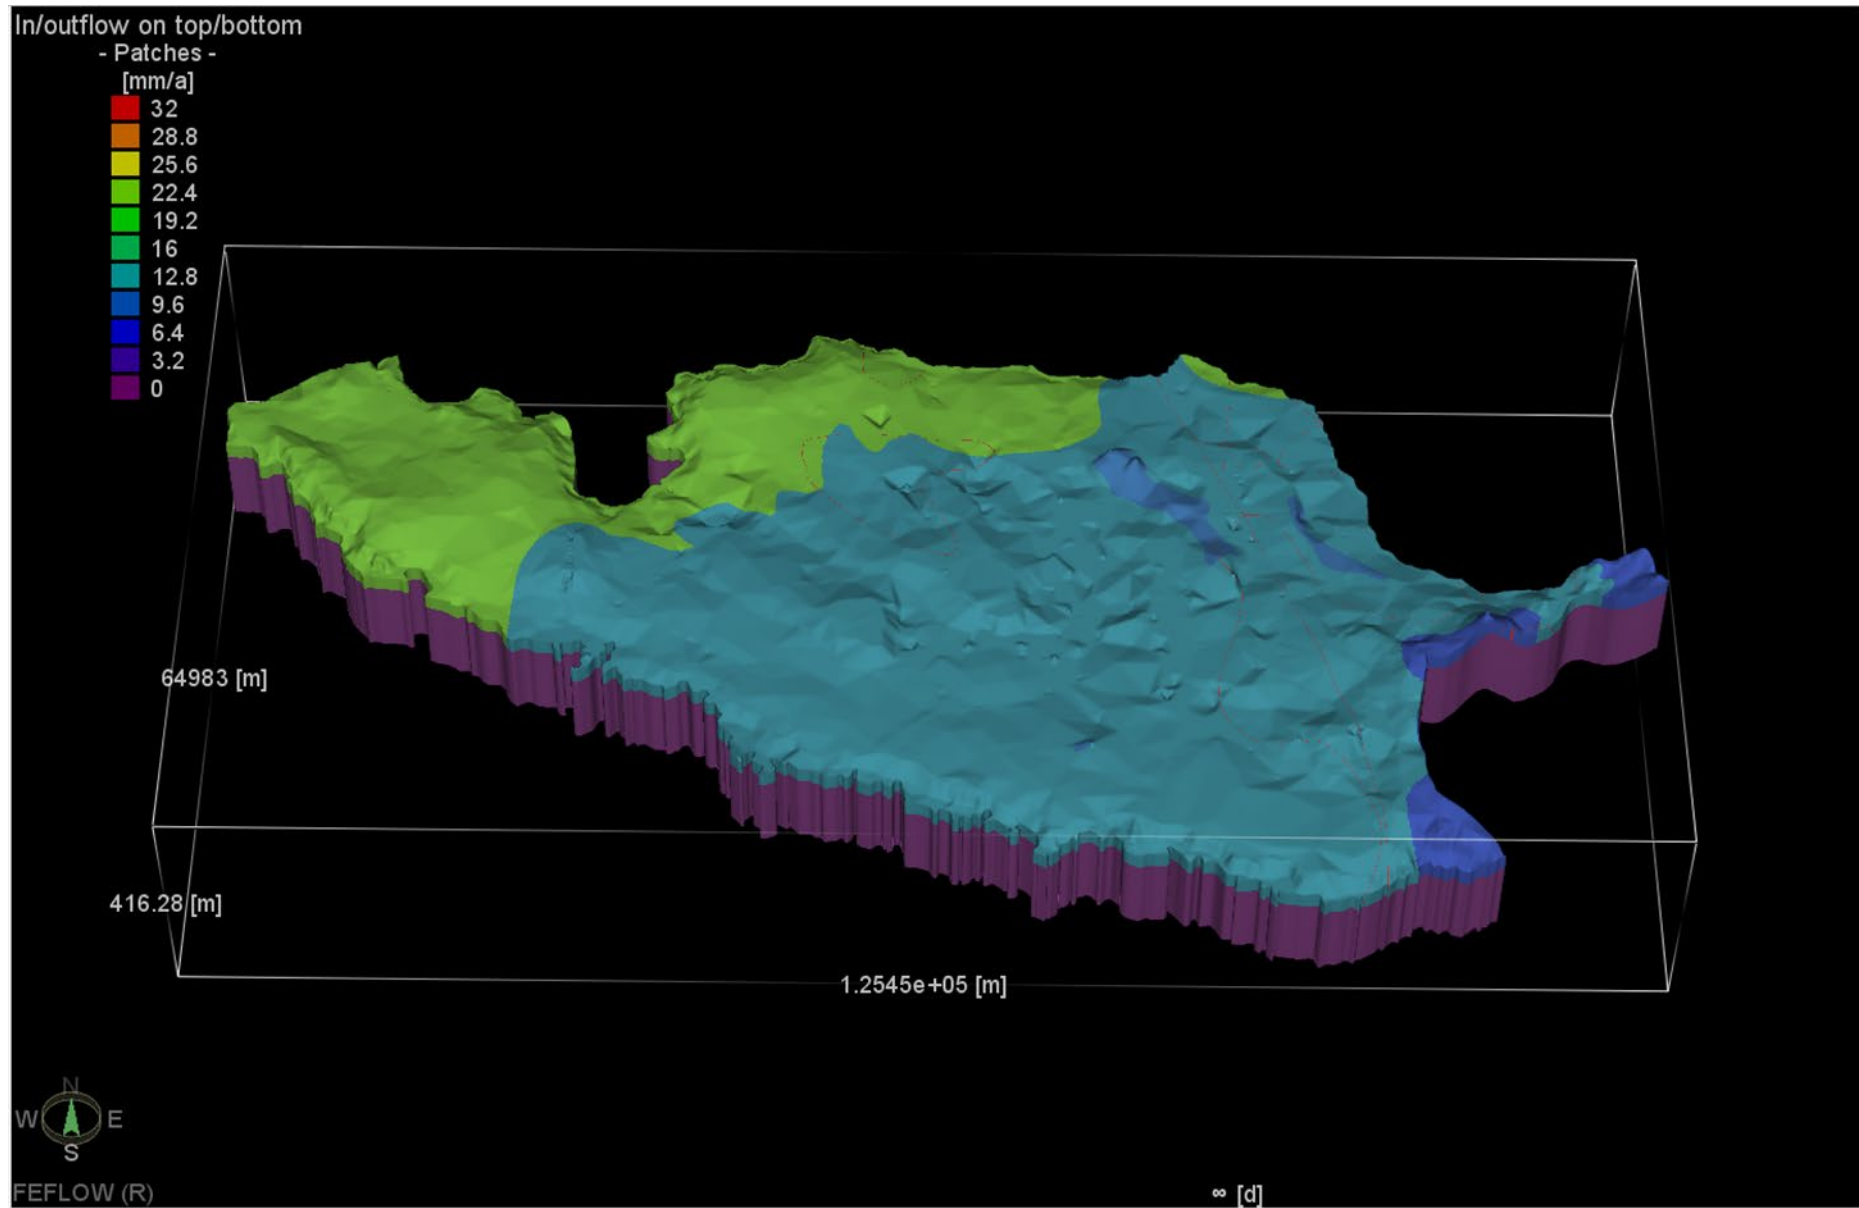 In/outflow on top/bottom
- Patches -
[mm/a]
32
28.8
25.6
22.4
19.2
16
12.8
9.6
6.4
3.2
0
64983 [m]
416.28 [m]
1.2545e+05 [m]
N
W E
S
FEFLOW (R)
∞ [d]